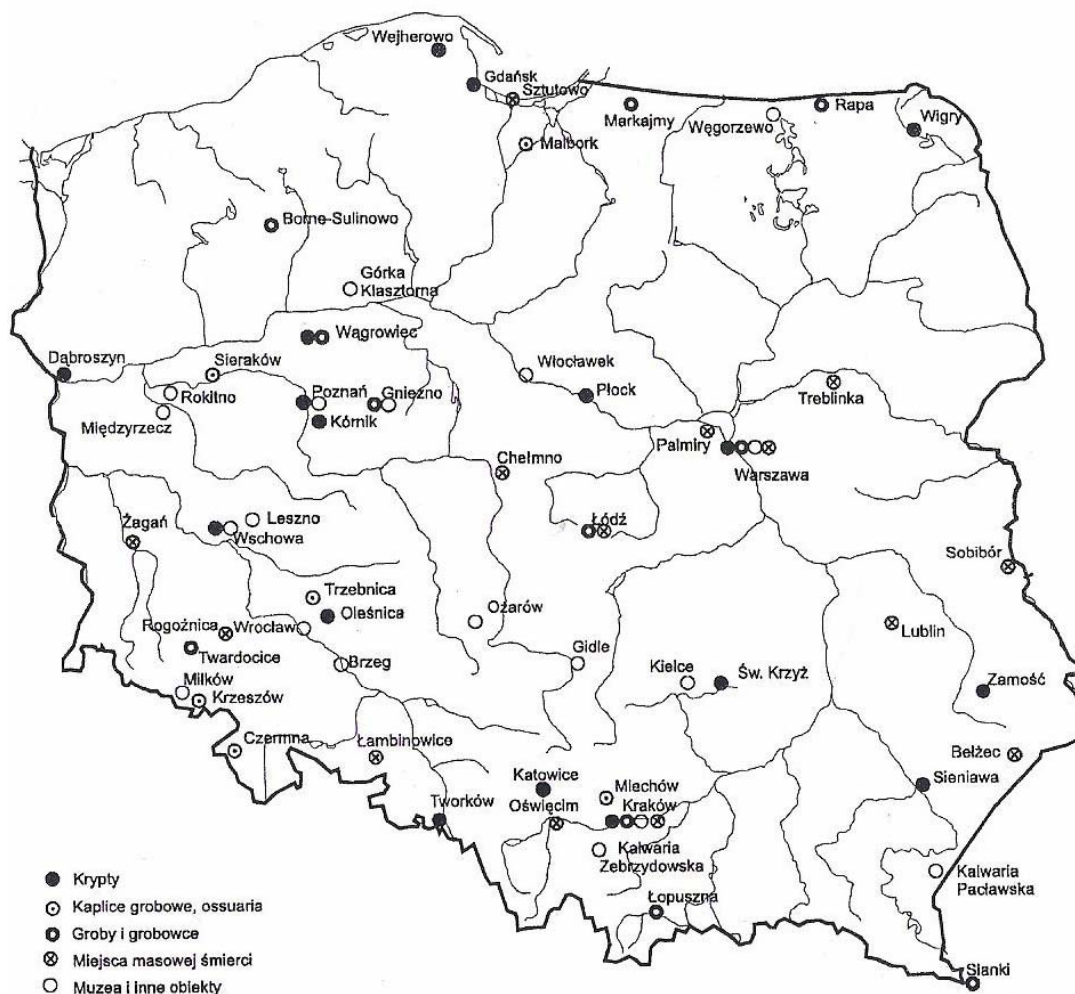 Wejherowo
Gdańsk
Sztutowo
Markajmy
Węgorzewo
Rapa
Wigry
Malbork
Borne-Sulinowo
Górka
Klasztorna
Wągrowiec
Dąbroszyn
Sieraków
Włocławek
Rokitno
Poznań
Gniezno
Płock
Treblinka
Międzyrzecz
Kórnik
Palmiry
Warszawa
Chełmno
Leszno
Żagań
Wschowa
Łódź
Sobibór
Trzebnica
Oleśnica
Ożarów
Rogoźnica
Wrocław
Lublin
Twardocice
Brzeg
Gidle
Kielce
Św. Krzyż
Zamość
Miłków
Krzeszów
Czermna
Łambinowice
Bełżec
Katowice
Miechów
Sieniawa
Tworków
Oświęcim
Kraków
Kalwaria
Zebrzydowska
Kalwaria
Pacławska
Łopuszna
Sianki
Krypty
Kaplice grobowe, ossuaria
Groby i grobowce
Miejsca masowej śmierci
Muzea i inne obiekty